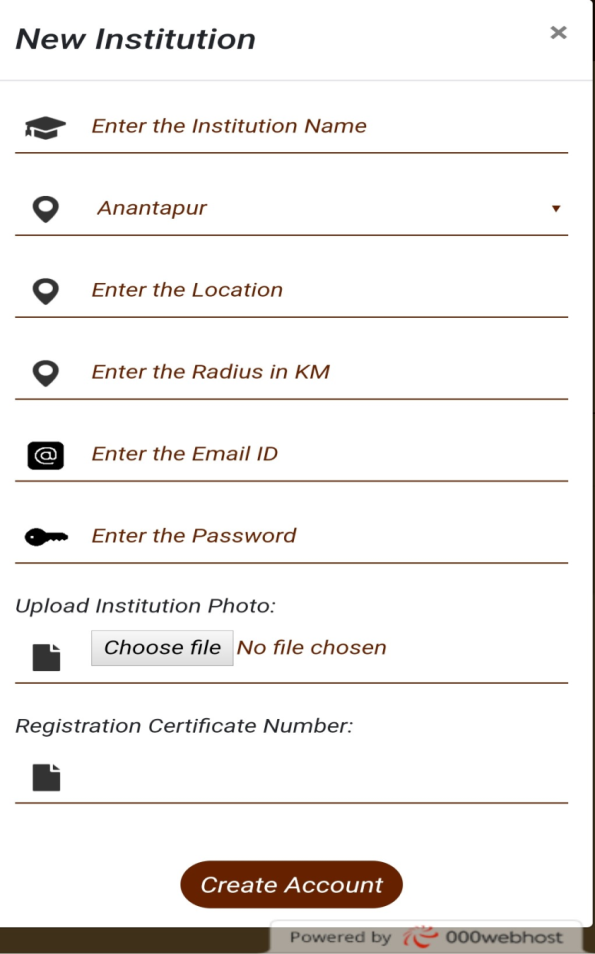 New Institution ×
Enter the Institution Name
Anantapur
Enter the Location
Enter the Radius in KM
@ Enter the Email ID
Enter the Password
Upload Institution Photo:
Choose file No file chosen
Registration Certificate Number:
Create Account
Powered by 000webhost